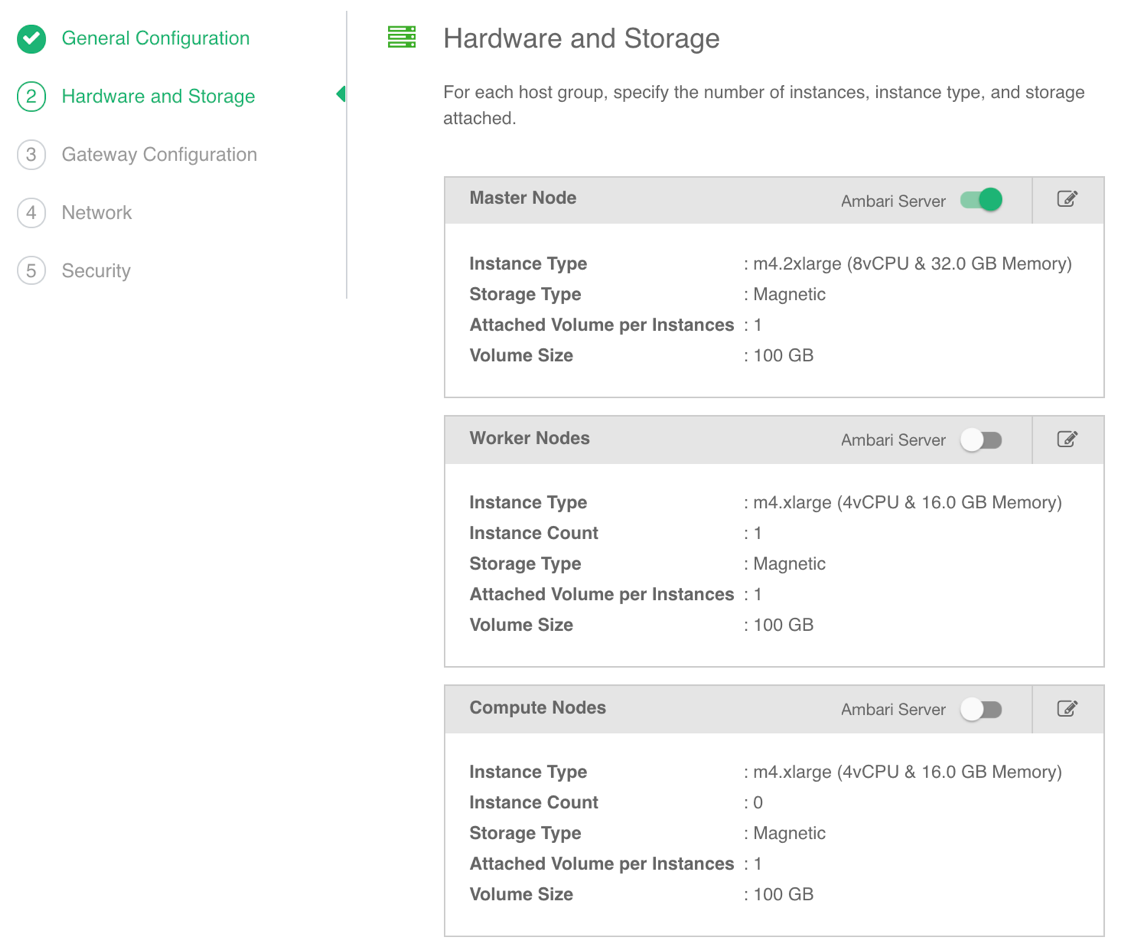 General Configuration
2 Hardware and Storage
3 Gateway Configuration
4 Network
5 Security
Hardware and Storage
For each host group, specify the number of instances, instance type, and storage
attached.
Master Node Ambari Server
Instance Type : m4.2xlarge (8vCPU & 32.0 GB Memory)
Storage Type : Magnetic
Attached Volume per Instances : 1
Volume Size : 100 GB
Worker Nodes Ambari Server
Instance Type : m4.xlarge (4vCPU & 16.0 GB Memory)
Instance Count : 1
Storage Type : Magnetic
Attached Volume per Instances : 1
Volume Size : 100 GB
Compute Nodes Ambari Server
Instance Type : m4.xlarge (4vCPU & 16.0 GB Memory)
Instance Count : 0
Storage Type : Magnetic
Attached Volume per Instances : 1
Volume Size : 100 GB